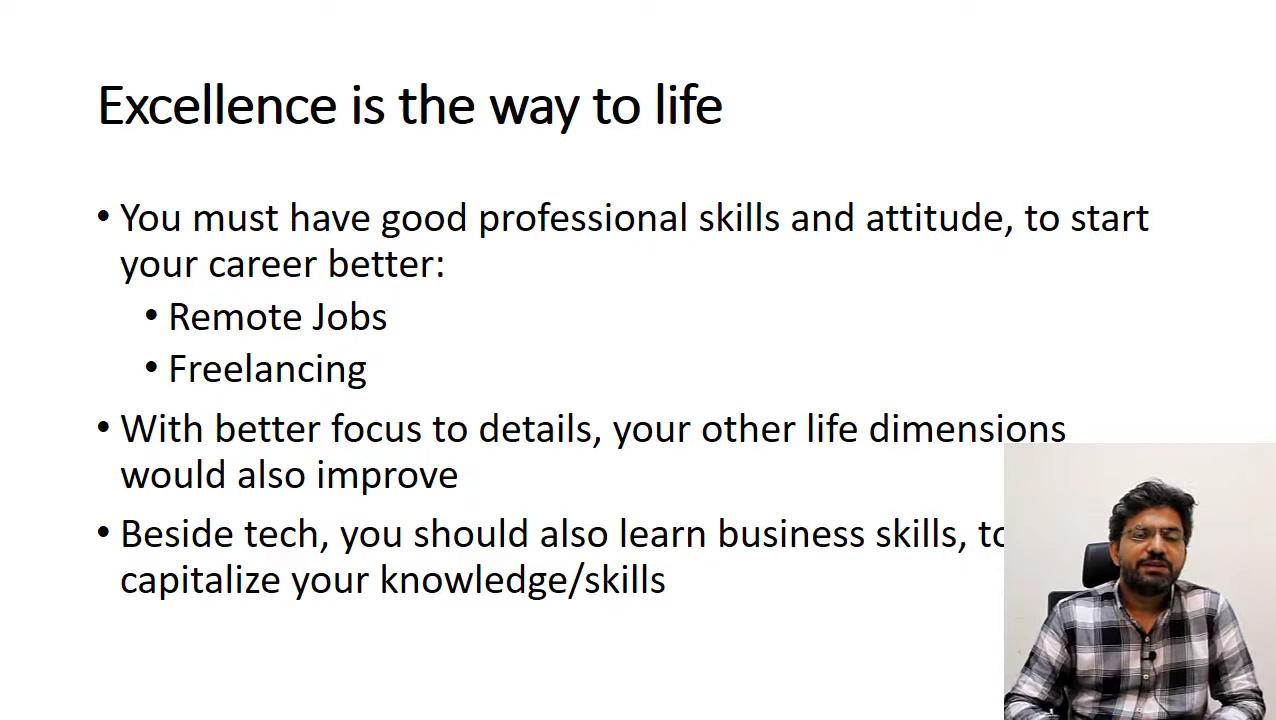 Excellence is the way to life
• You must have good professional skills and attitude, to start
your career better:
• Remote Jobs
• Freelancing
• With better focus to details, your other life dimensions
would also improve
• Beside tech, you should also learn business skills, to
capitalize your knowledge/skills